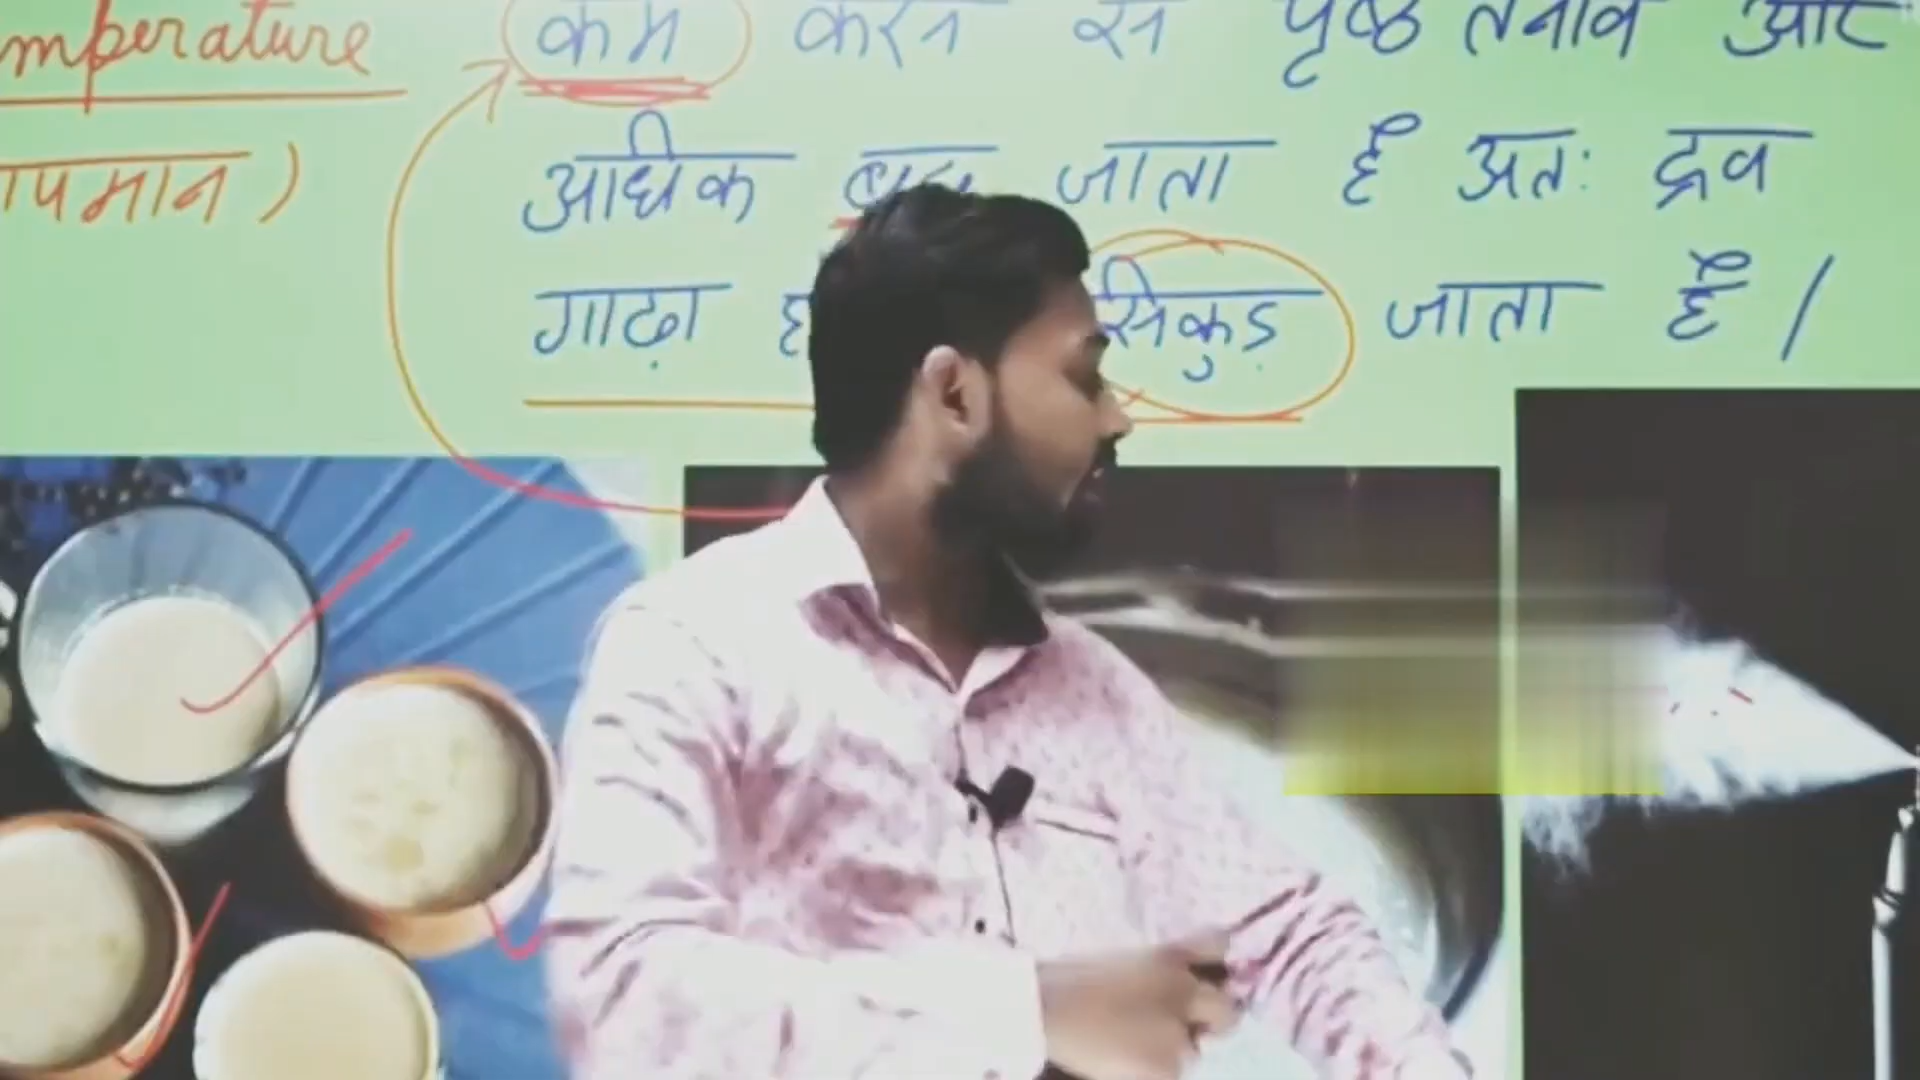 mperature कम करने से पृष्ठ तनाव और
ापमान ) अधिक जाता है अतः द्रव
गाढ़ा सिकुड़ जाता है /